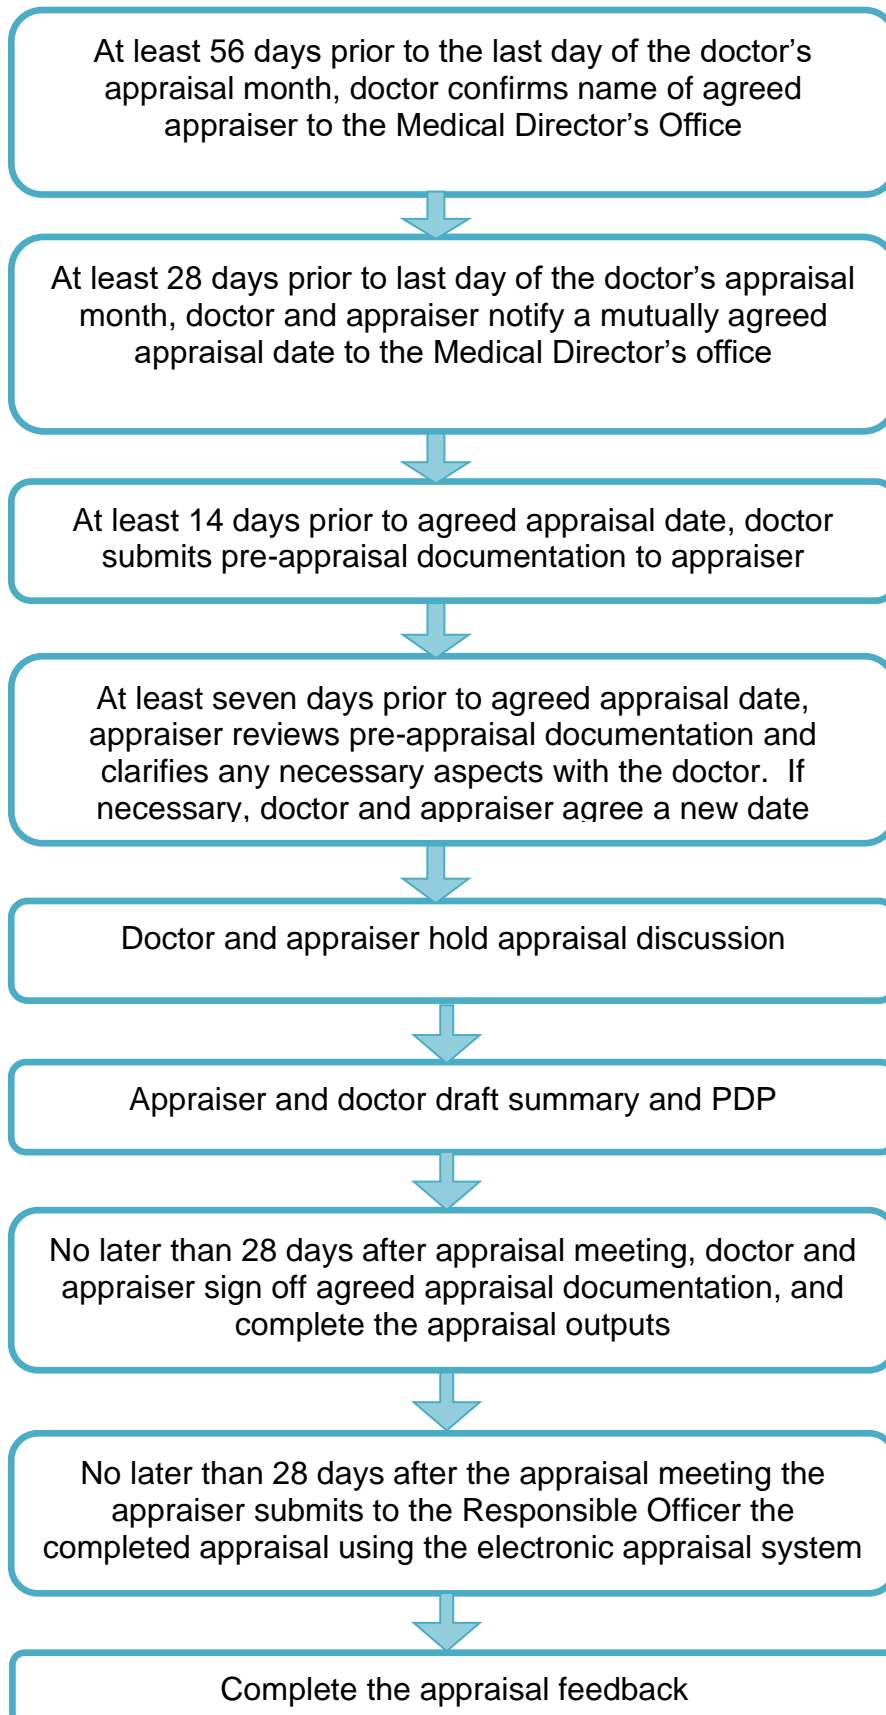 At least 56 days prior to the last day of the doctor’s
appraisal month, doctor confirms name of agreed
appraiser to the Medical Director’s Office
At least 28 days prior to last day of the doctor’s appraisal
month, doctor and appraiser notify a mutually agreed
appraisal date to the Medical Director’s office
At least 14 days prior to agreed appraisal date, doctor
submits pre-appraisal documentation to appraiser
At least seven days prior to agreed appraisal date,
appraiser reviews pre-appraisal documentation and
clarifies any necessary aspects with the doctor.  If
necessary, doctor and appraiser agree a new date
Doctor and appraiser hold appraisal discussion
Appraiser and doctor draft summary and PDP
No later than 28 days after appraisal meeting, doctor and
appraiser sign off agreed appraisal documentation, and
complete the appraisal outputs
No later than 28 days after the appraisal meeting the
appraiser submits to the Responsible Officer the
completed appraisal using the electronic appraisal system
Complete the appraisal feedback